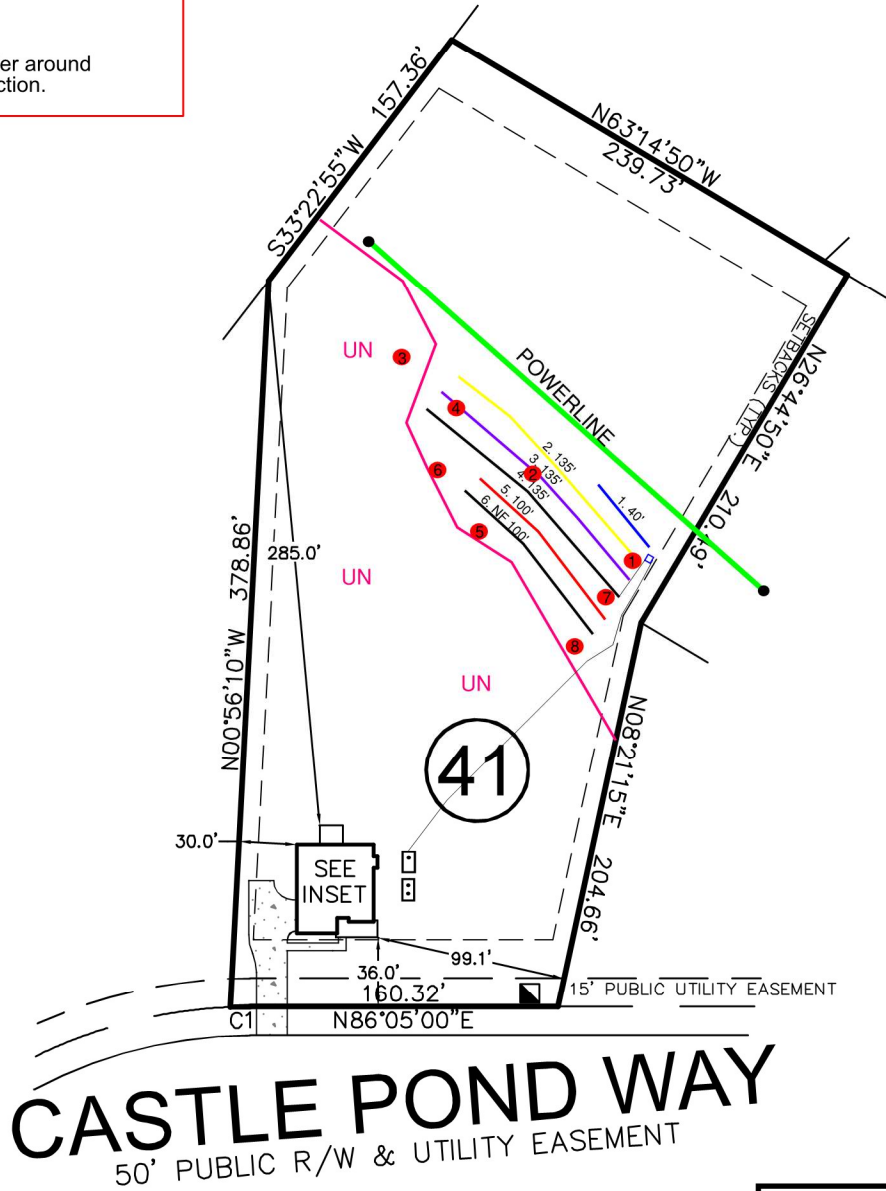 er around
ction.
157.36'
S33°22'55"W
N63°14'50"W
239.73'
SETBACKS (TYP.)
N26°44'50"E
UN
3
POWERLINE
4
2. 135'
2
3. 135'
4. 135'
6
5. 100'
6. NF 100'
1. 40'
5
1
7
8
378.86'
285.0'
UN
UN
N00°56'10"W
N08°21'15"E
41
30.0'
SEE
INSET
204.66'
99.1'
36.0'
160.32'
15' PUBLIC UTILITY EASEMENT
C1
N86°05'00"E
CASTLE POND WAY
50' PUBLIC R/W & UTILITY EASEMENT